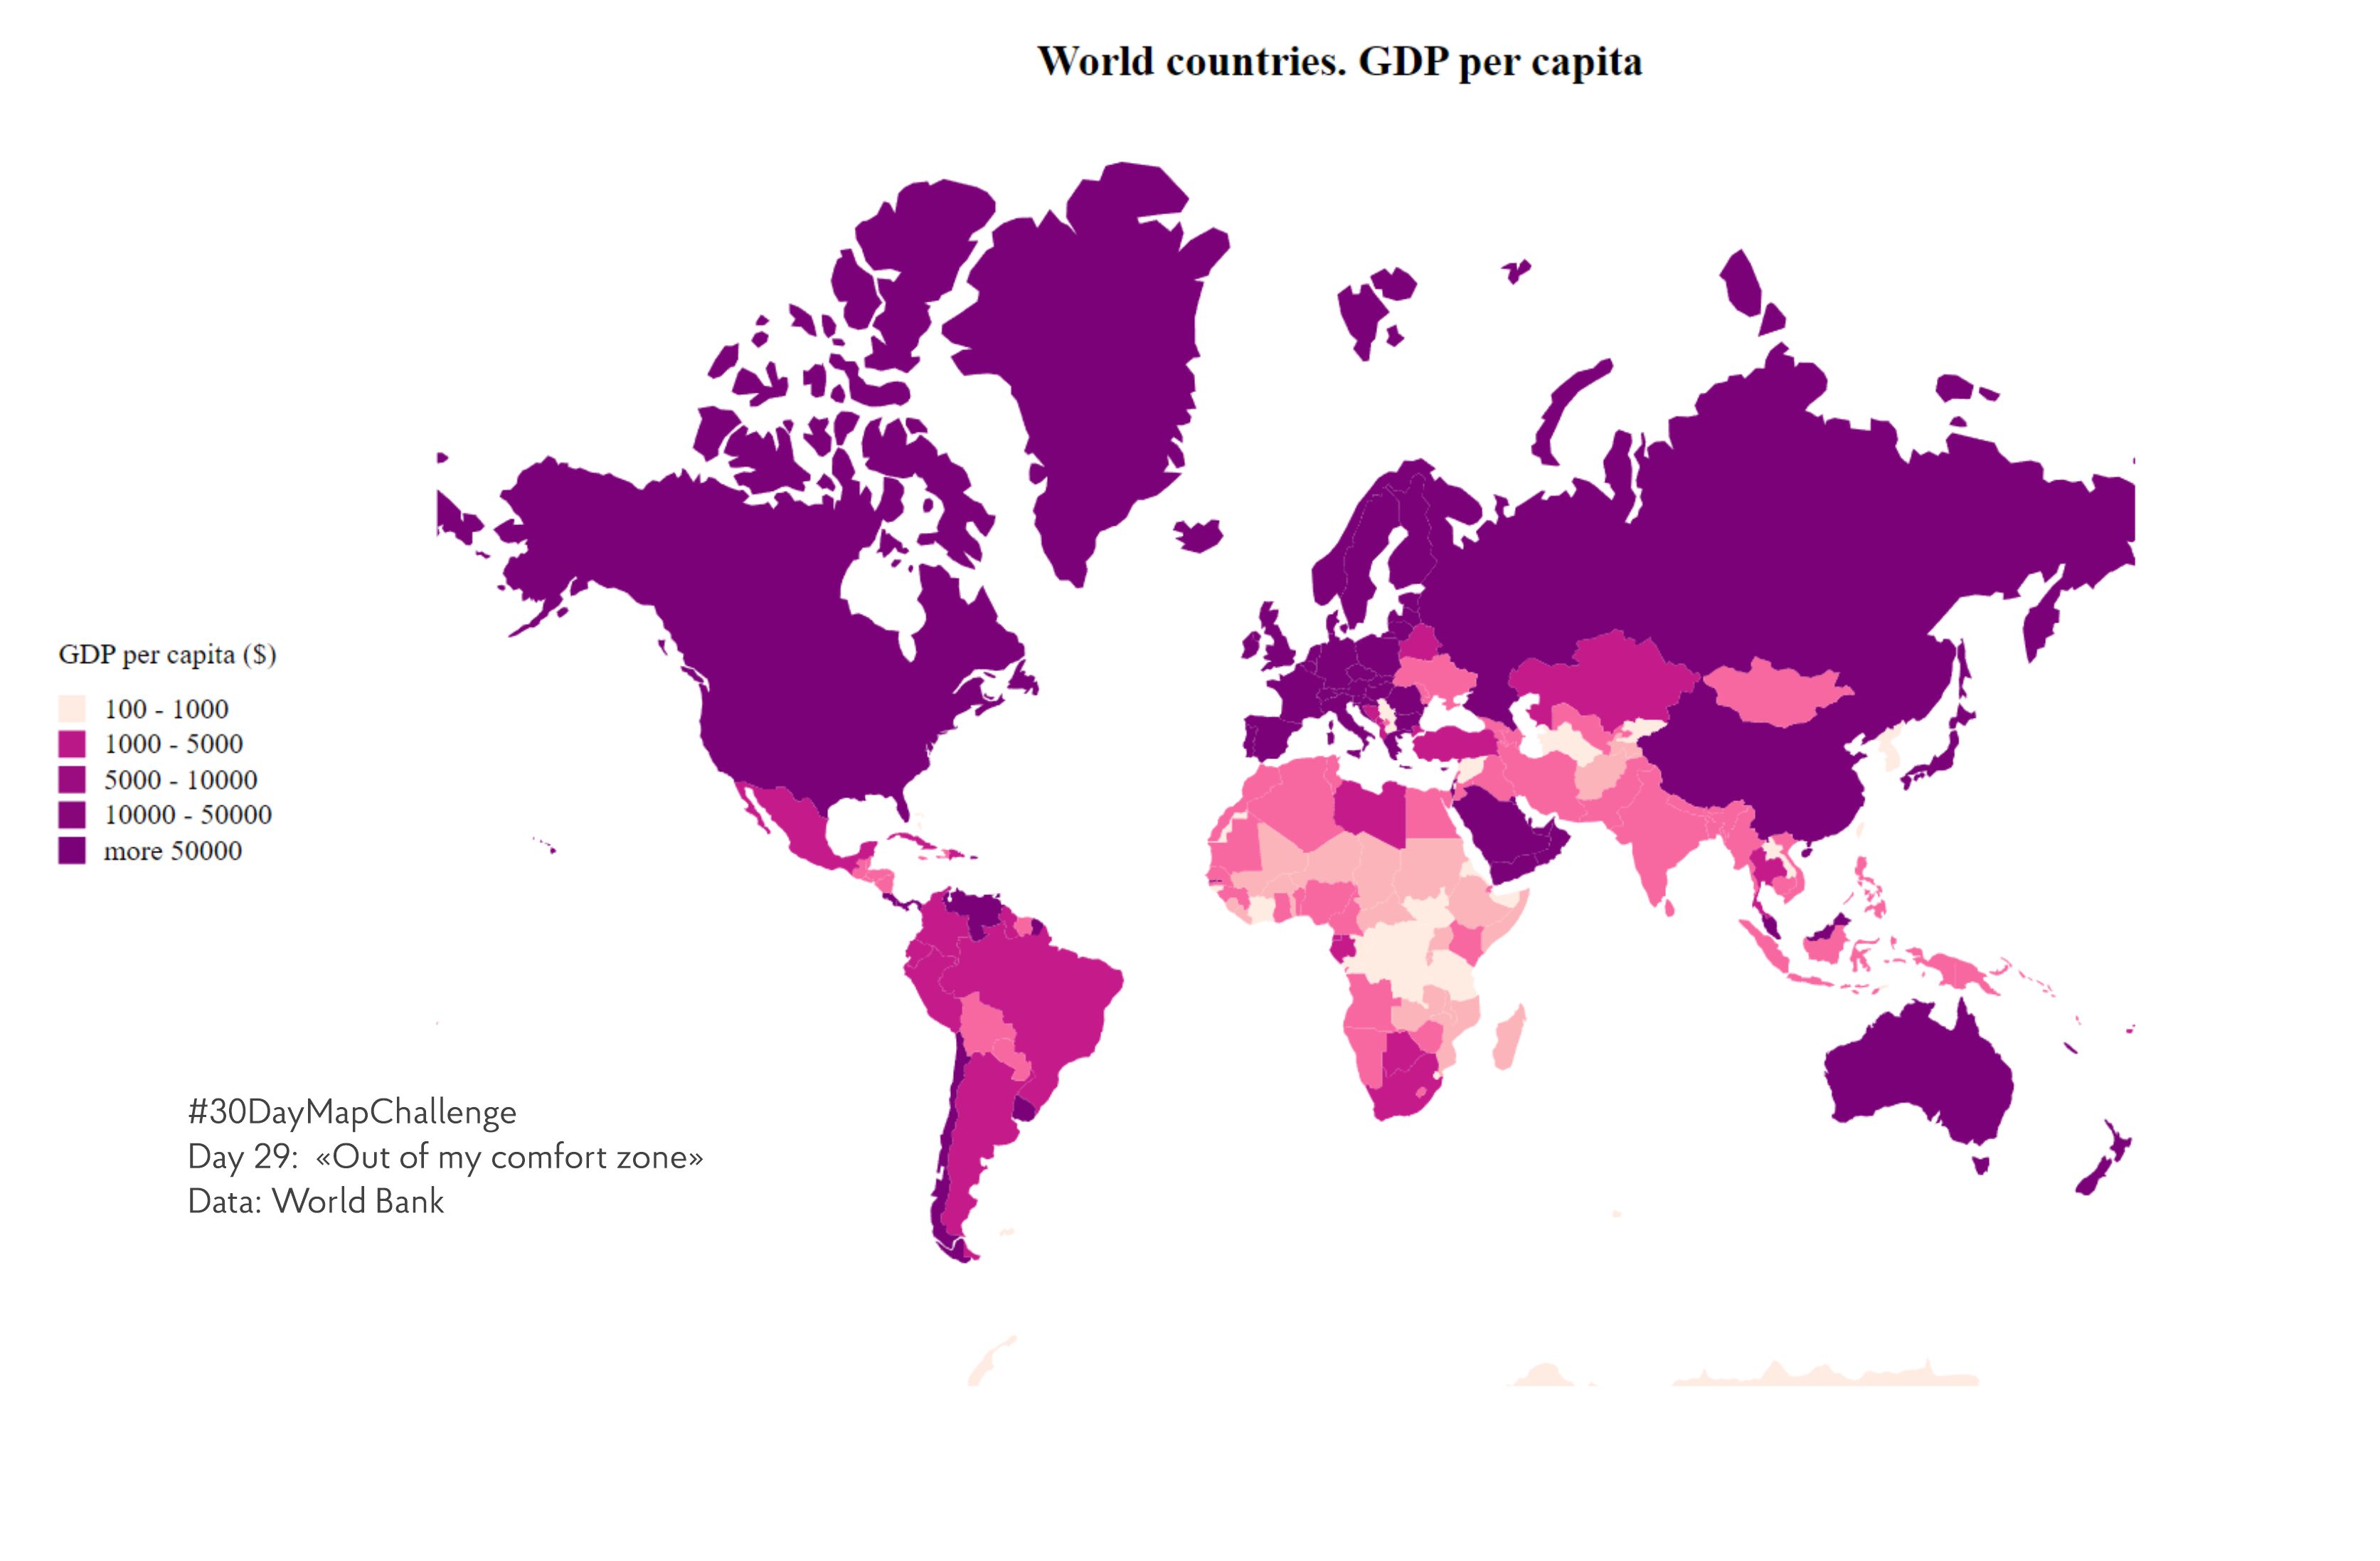 World countries. GDP per capita
GDP per capita ($)
100 - 1000
1000 - 5000
5000 - 10000
10000 - 50000
more 50000
#30DayMapChallenge
Day 29:  «Out of my comfort zone»
Data: World Bank